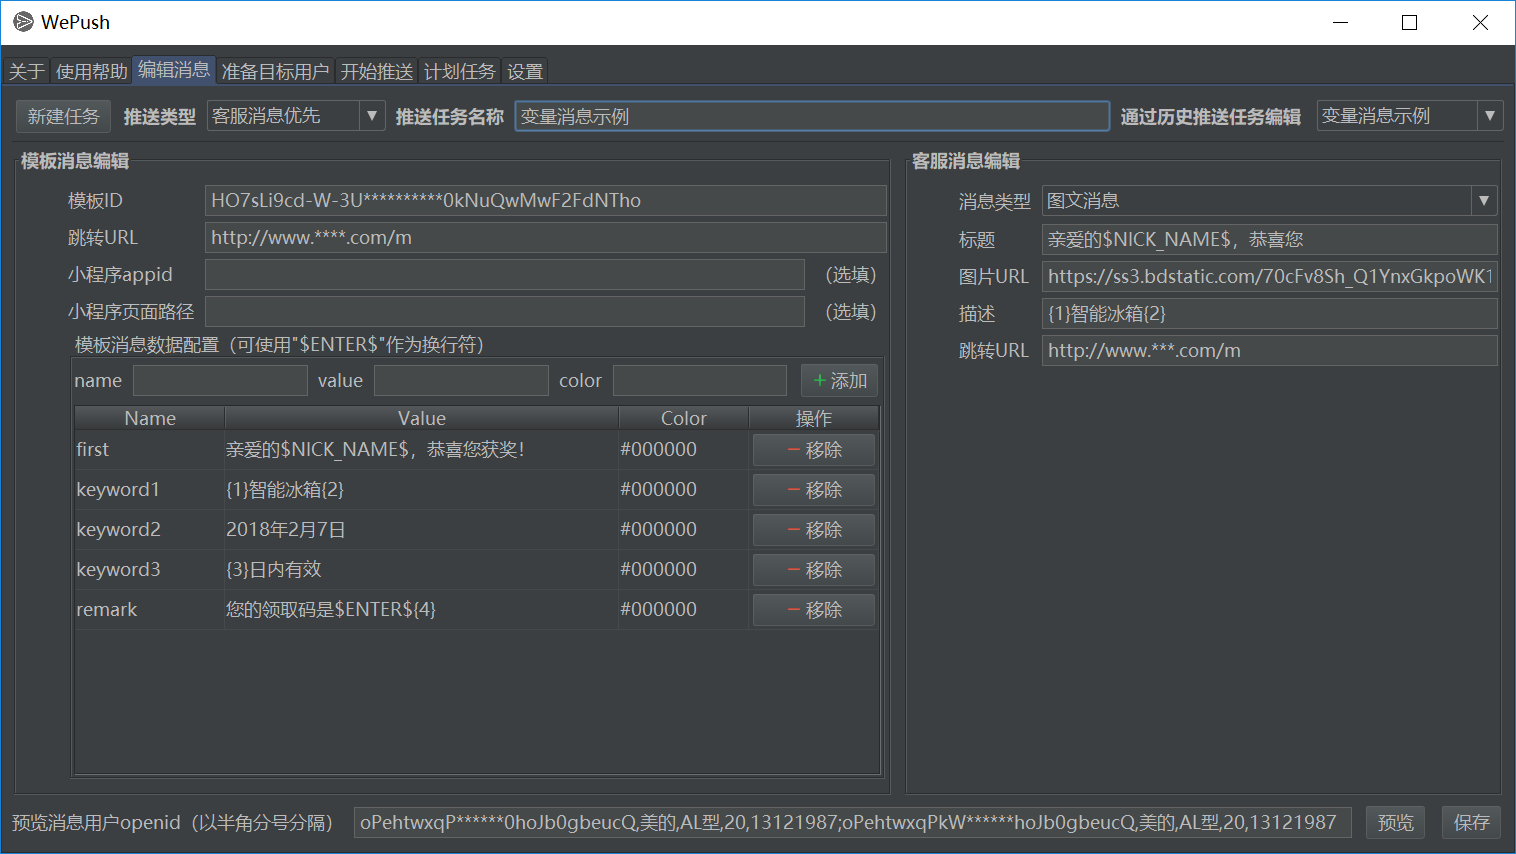 WePush
关于 使用帮助 编辑消息 准备目标用户 开始推送 计划任务 设置
新建任务 推送类型 客服消息优先 推送任务名称 变量消息示例 通过历史推送任务编辑 变量消息示例
模板消息编辑
模板ID HO7sLi9cd-W-3U**********0kNuQwMwF2FdNTho
跳转URL http://www.****.com/m
小程序appid (选填)
小程序页面路径 (选填)
模板消息数据配置（可使用"$ENTER$"作为换行符）
name value color +添加
Name Value Color 操作
first 亲爱的$NICK_NAME$，恭喜您获奖！ #000000 −移除
keyword1 {1}智能冰箱{2} #000000 −移除
keyword2 2018年2月7日 #000000 −移除
keyword3 {3}日内有效 #000000 −移除
remark 您的领取码是$ENTER${4} #000000 −移除
客服消息编辑
消息类型 图文消息
标题 亲爱的$NICK_NAME$，恭喜您
图片URL https://ss3.bdstatic.com/70cFv8Sh_Q1YnxGkpoWK1
描述 {1}智能冰箱{2}
跳转URL http://www.***.com/m
预览消息用户openid（以半角分号分隔） oPehtwxqP******0hoJb0gbeucQ,美的,AL型,20,13121987;oPehtwxqPkW******hoJb0gbeucQ,美的,AL型,20,13121987 预览 保存